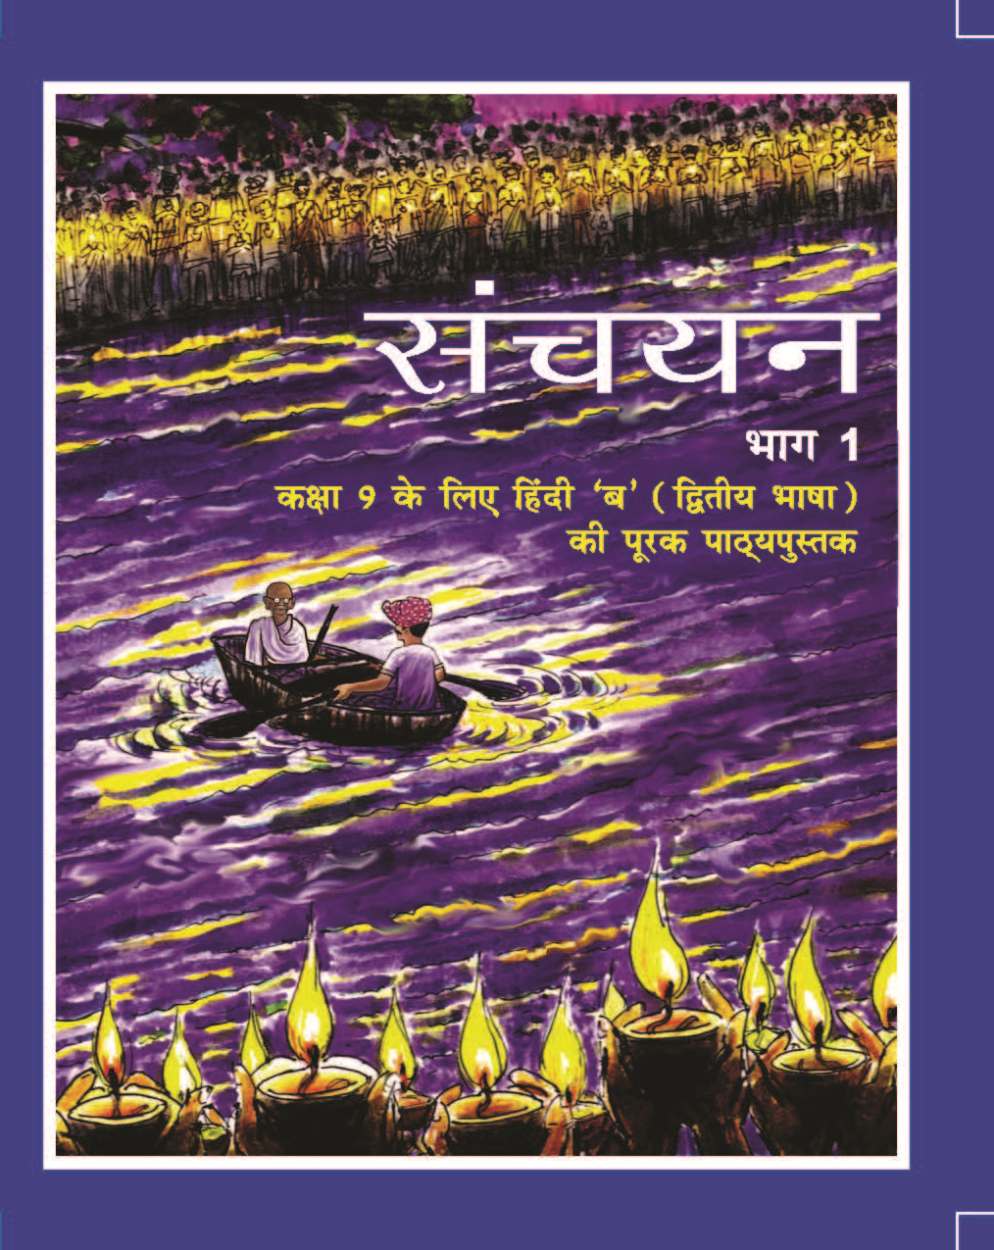 संचयन
भाग 1
कक्षा 9 के लिए हिंदी ‘ब’ (द्वितीय भाषा)
की पूरक पाठ्यपुस्तक